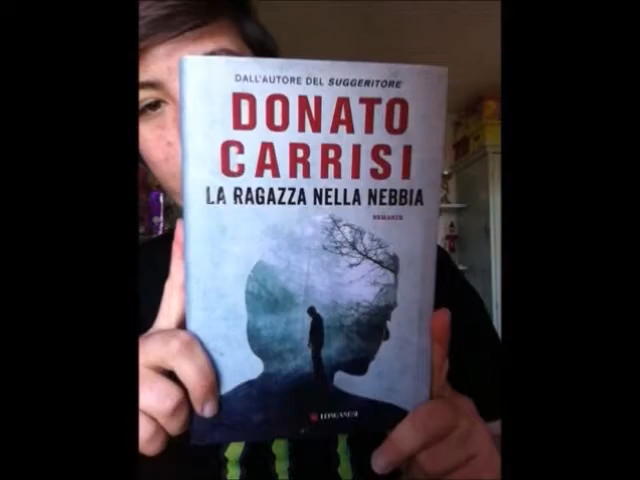 DALL'AUTORE DEL SUGGERITORE
DONATO
CARRISI
LA RAGAZZA NELLA NEBBIA
ROMANZO
LONGANESI